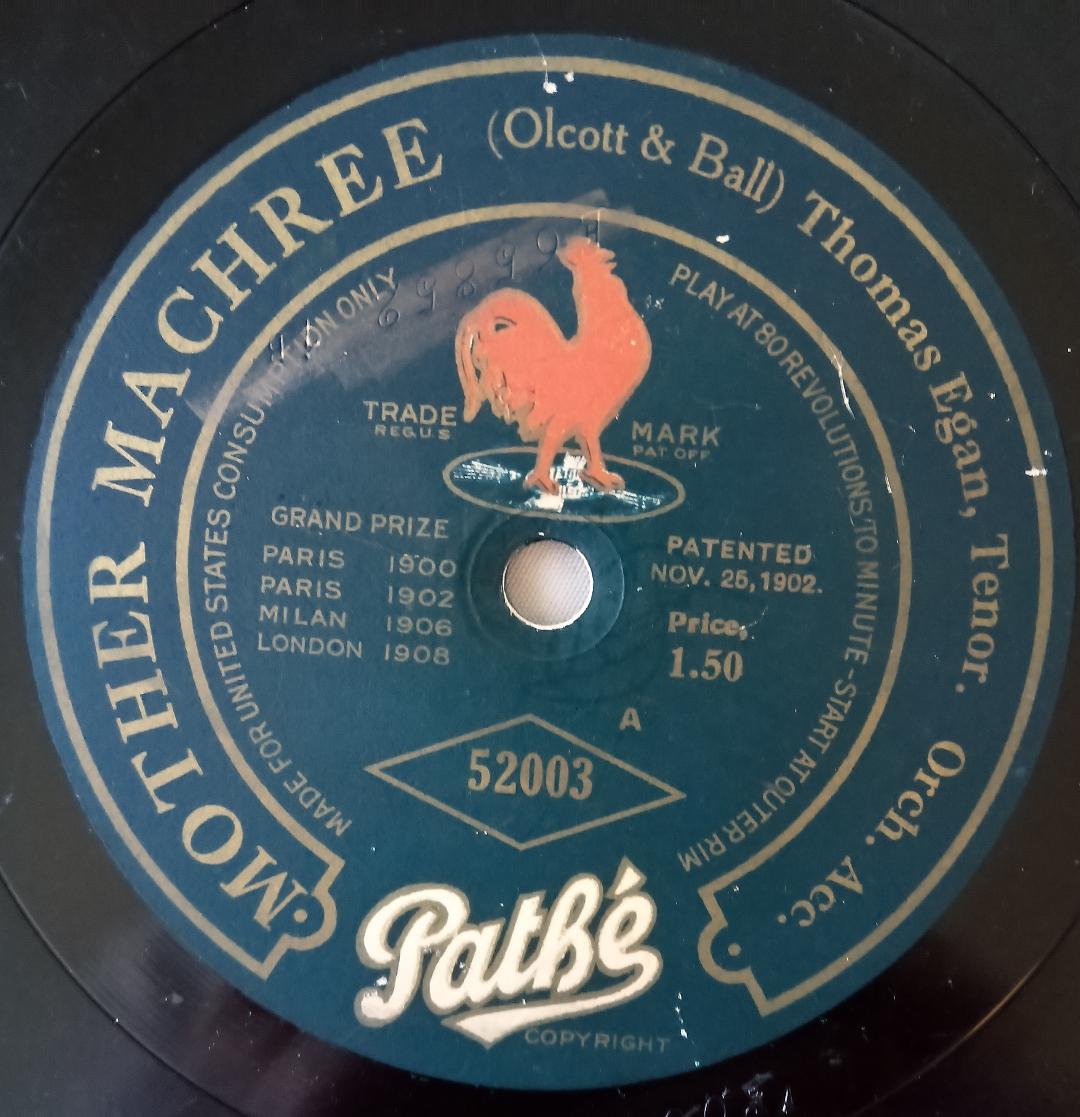 MOTHER MACHREE (Olcott & Ball) Thomas Egan, Tenor. Orch. Acc.
MADE FOR UNITED STATES CONSUMPTION ONLY
PLAY AT 80 REVOLUTIONS TO MINUTE - START AT OUTER RIM
TRADE MARK
REG. U.S. PAT. OFF.
GRAND PRIZE
PARIS 1900
PARIS 1902
MILAN 1906
LONDON 1908
PATENTED
NOV. 25, 1902.
Price,
1.50
A
52003
Pathé
COPYRIGHT